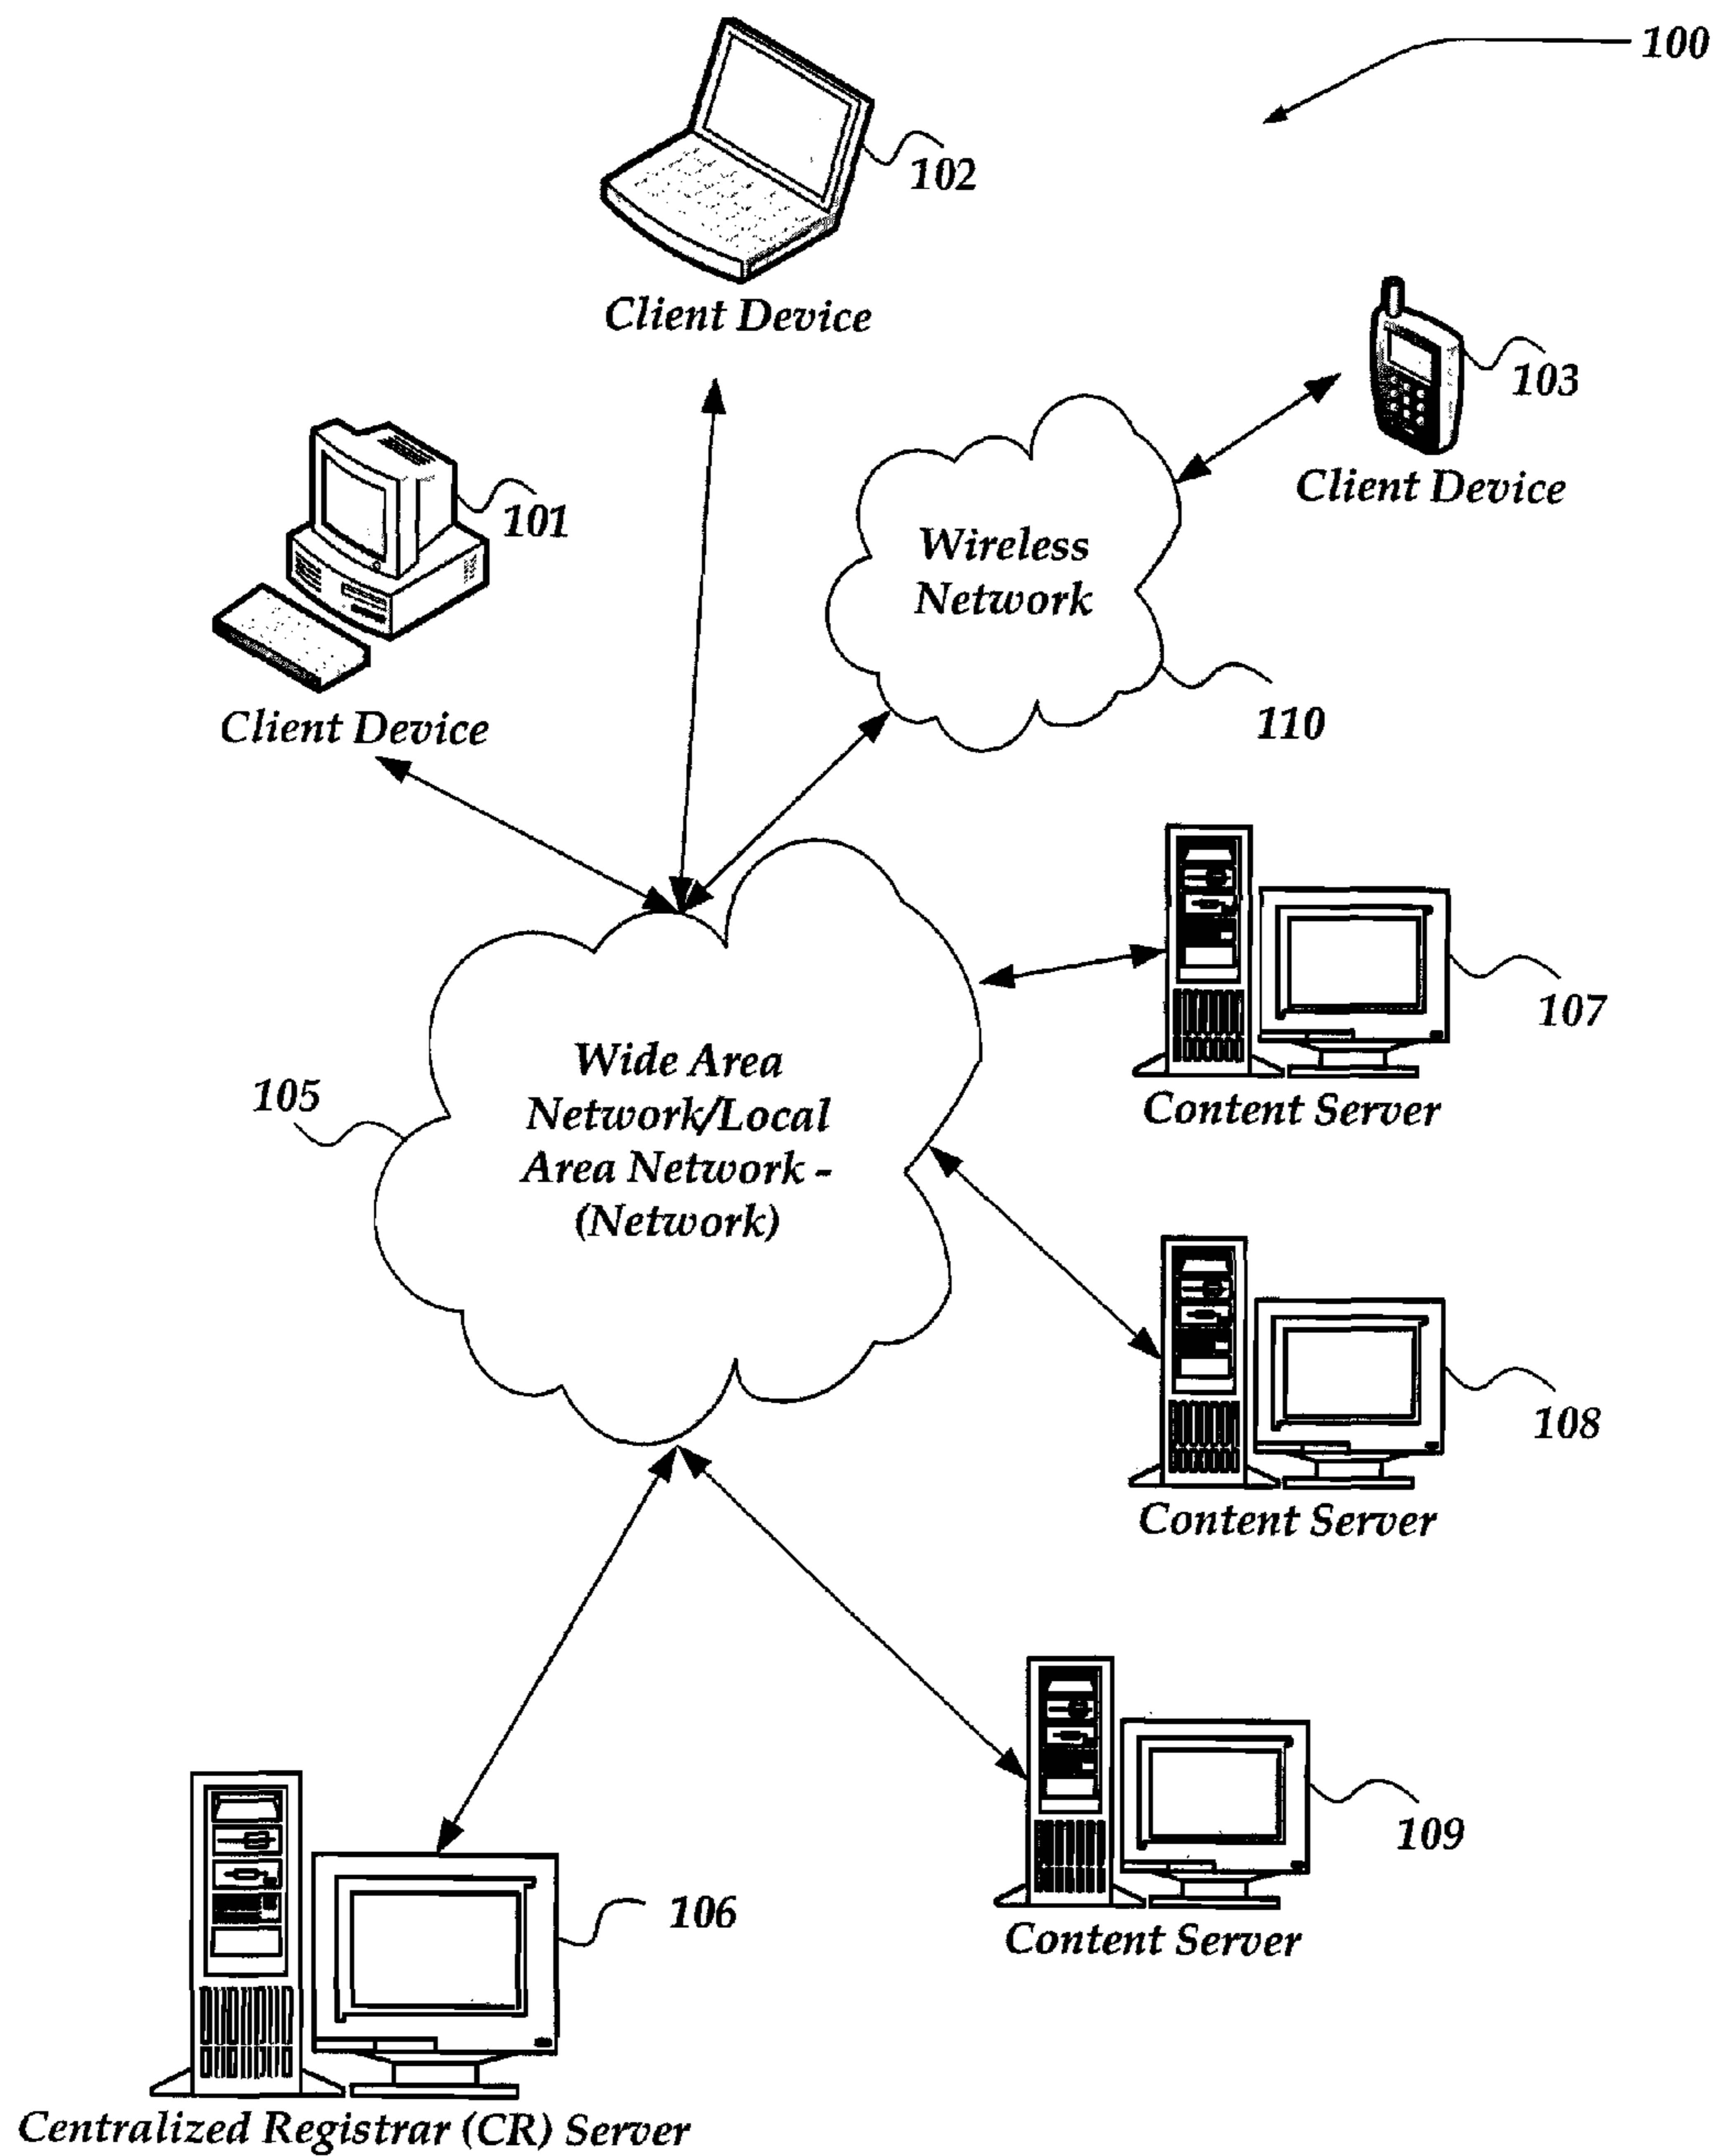 100
102
Client Device
103
Client Device
101
Client Device
Wireless
Network
110
107
Content Server
Wide Area
Network/Local
Area Network -
(Network)
105
108
Content Server
109
Content Server
106
Centralized Registrar (CR) Server